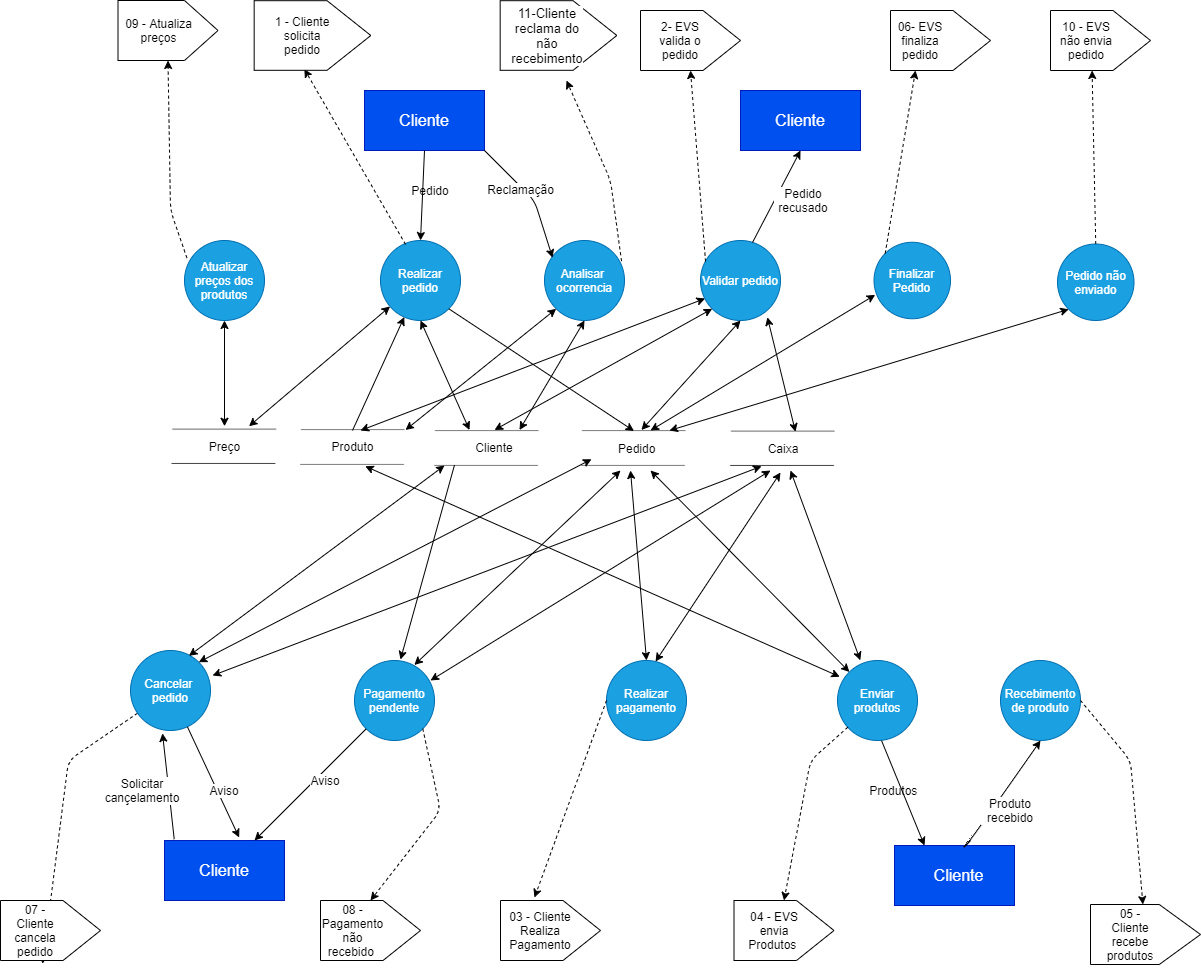 09 - Atualiza
preços
1 - Cliente
solicita
pedido
11-Cliente
reclama do
não
recebimento
2- EVS
valida o
pedido
06- EVS
finaliza
pedido
10 - EVS
não envia
pedido
Cliente
Cliente
Pedido
Reclamação
Pedido
recusado
Atualizar
preços dos
produtos
Realizar
pedido
Analisar
ocorrencia
Validar pedido
Finalizar
Pedido
Pedido não
enviado
Preço
Produto
Cliente
Pedido
Caixa
Cancelar
pedido
Pagamento
pendente
Realizar
pagamento
Enviar
produtos
Recebimento
de produto
Solicitar
cançelamento
Aviso
Aviso
Produtos
Produto
recebido
Cliente
Cliente
07 -
Cliente
cancela
pedido
08 -
Pagamento
não
recebido
03 - Cliente
Realiza
Pagamento
04 - EVS
envia
Produtos
05 -
Cliente
recebe
produtos